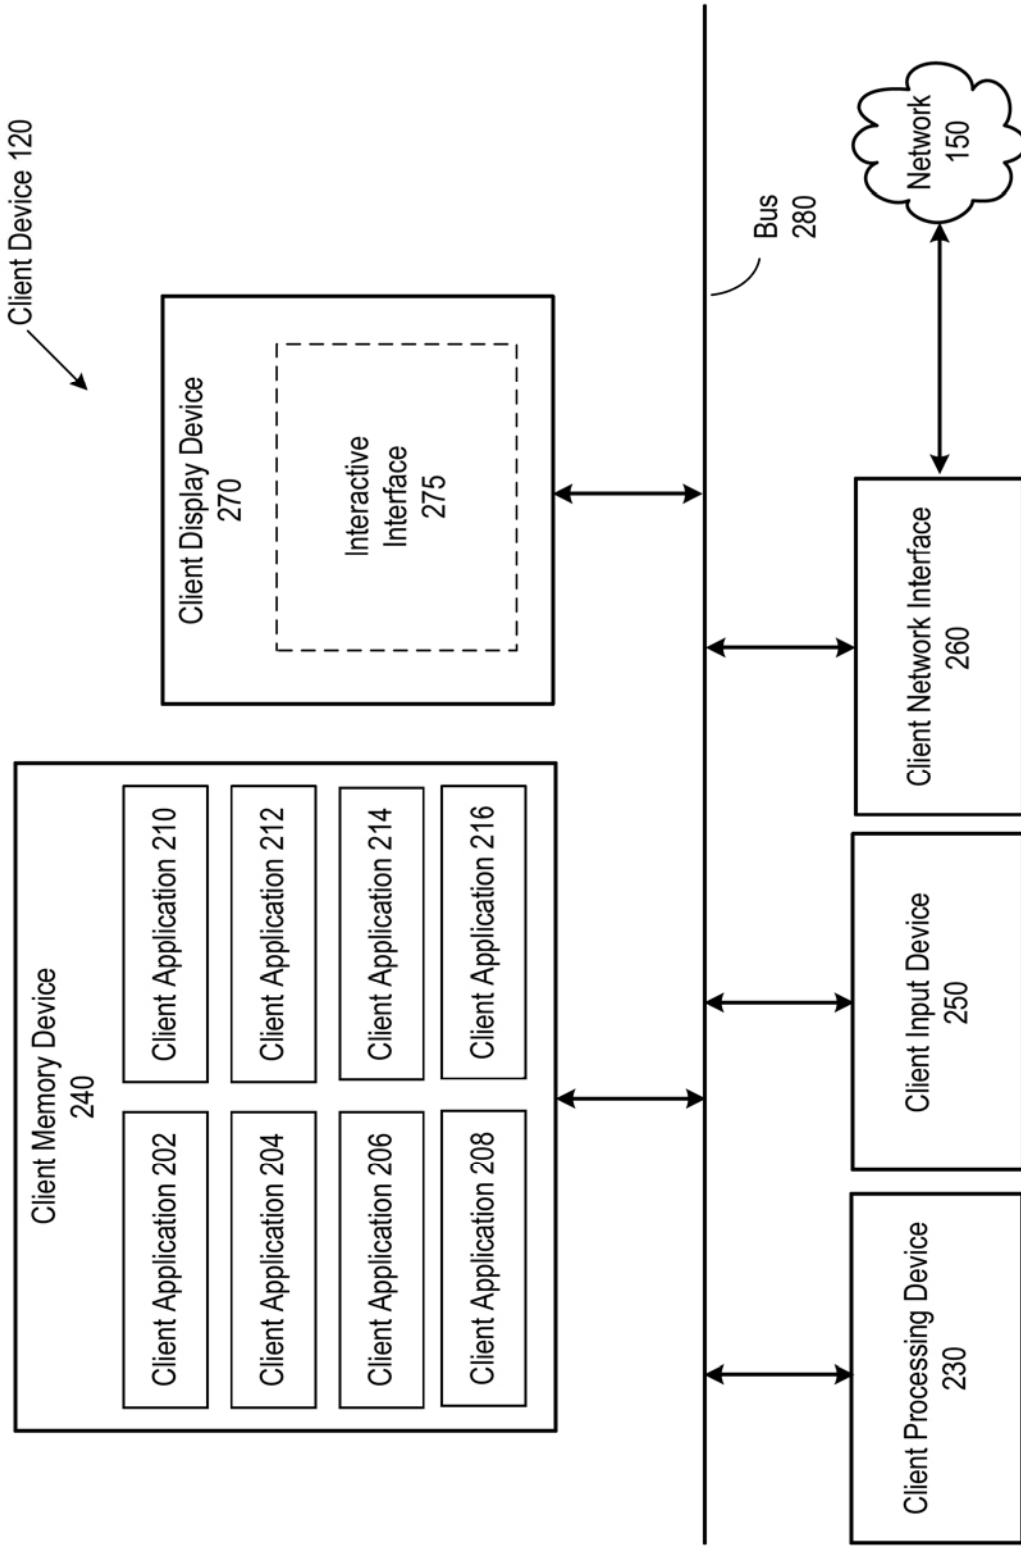 Client Device 120
Client Memory Device
240
Client Application 202
Client Application 210
Client Application 204
Client Application 212
Client Application 206
Client Application 214
Client Application 208
Client Application 216
Client Display Device
270
Interactive
Interface
275
Bus
280
Client Processing Device
230
Client Input Device
250
Client Network Interface
260
Network
150